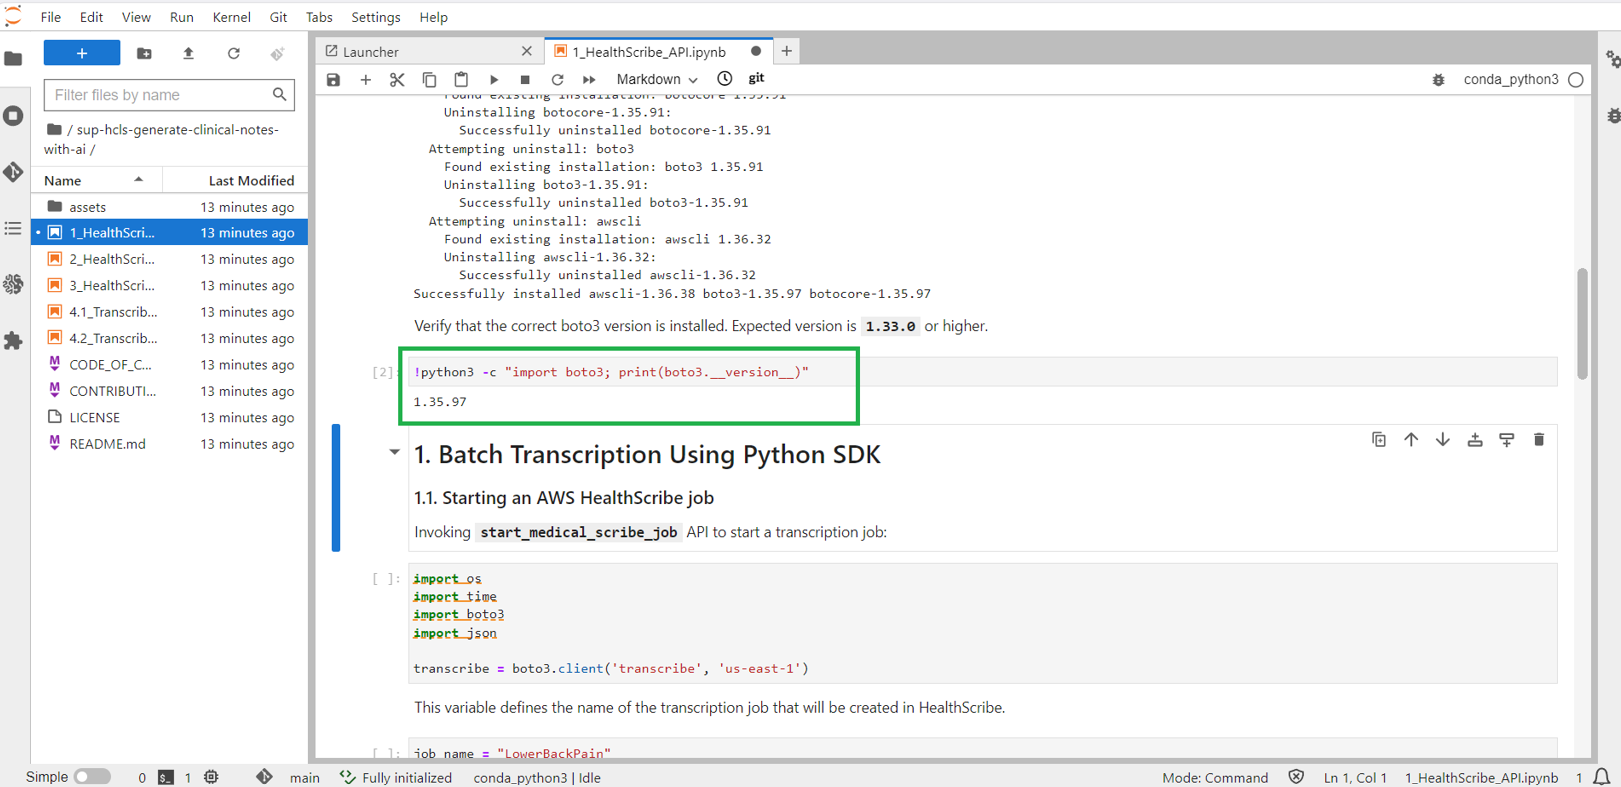 File Edit View Run Kernel Git Tabs Settings Help
+
Filter files by name
/ sup-hcls-generate-clinical-notes-
with-ai /
Name Last Modified
assets 13 minutes ago
1_HealthScri... 13 minutes ago
2_HealthScri... 13 minutes ago
3_HealthScri... 13 minutes ago
4.1_Transcrib... 13 minutes ago
4.2_Transcrib... 13 minutes ago
CODE_OF_C... 13 minutes ago
CONTRIBUTI... 13 minutes ago
LICENSE 13 minutes ago
README.md 13 minutes ago
Launcher
1_HealthScribe_API.ipynb
Markdown git conda_python3
Found existing installation: botocore 1.35.91
Uninstalling botocore-1.35.91:
Successfully uninstalled botocore-1.35.91
Attempting uninstall: boto3
Found existing installation: boto3 1.35.91
Uninstalling boto3-1.35.91:
Successfully uninstalled boto3-1.35.91
Attempting uninstall: awscli
Found existing installation: awscli 1.36.32
Uninstalling awscli-1.36.32:
Successfully uninstalled awscli-1.36.32
Successfully installed awscli-1.36.38 boto3-1.35.97 botocore-1.35.97
Verify that the correct boto3 version is installed. Expected version is 1.33.0 or higher.
[2]: !python3 -c "import boto3; print(boto3.__version__)"
1.35.97
1. Batch Transcription Using Python SDK
1.1. Starting an AWS HealthScribe job
Invoking start_medical_scribe_job API to start a transcription job:
[ ]: import os
import time
import boto3
import json
transcribe = boto3.client('transcribe', 'us-east-1')
This variable defines the name of the transcription job that will be created in HealthScribe.
[ ]: job_name = "LowerBackPain"
Simple 0 $_ 1 main Fully initialized conda_python3 | Idle Mode: Command Ln 1, Col 1 1_HealthScribe_API.ipynb 1